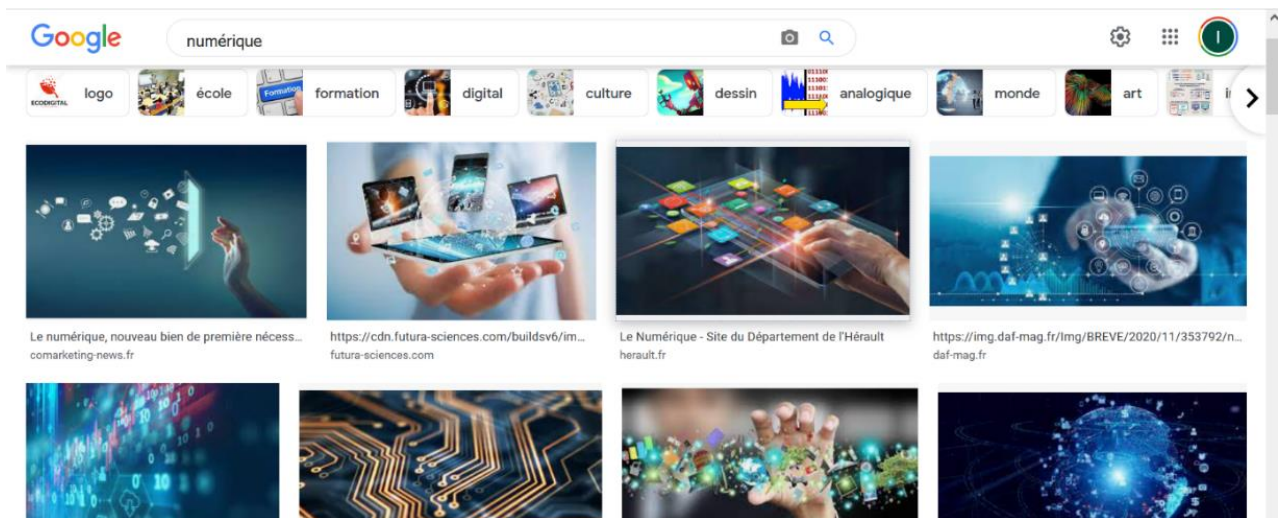 Google
numérique
I
ECODIGITAL
logo
école
Formation
formation
digital
culture
dessin
analogique
monde
art
Le numérique, nouveau bien de première nécess...
comarketing-news.fr
https://cdn.futura-sciences.com/buildsv6/im...
futura-sciences.com
Le Numérique - Site du Département de l'Hérault
herault.fr
https://img.daf-mag.fr/Img/BREVE/2020/11/353792/n...
daf-mag.fr